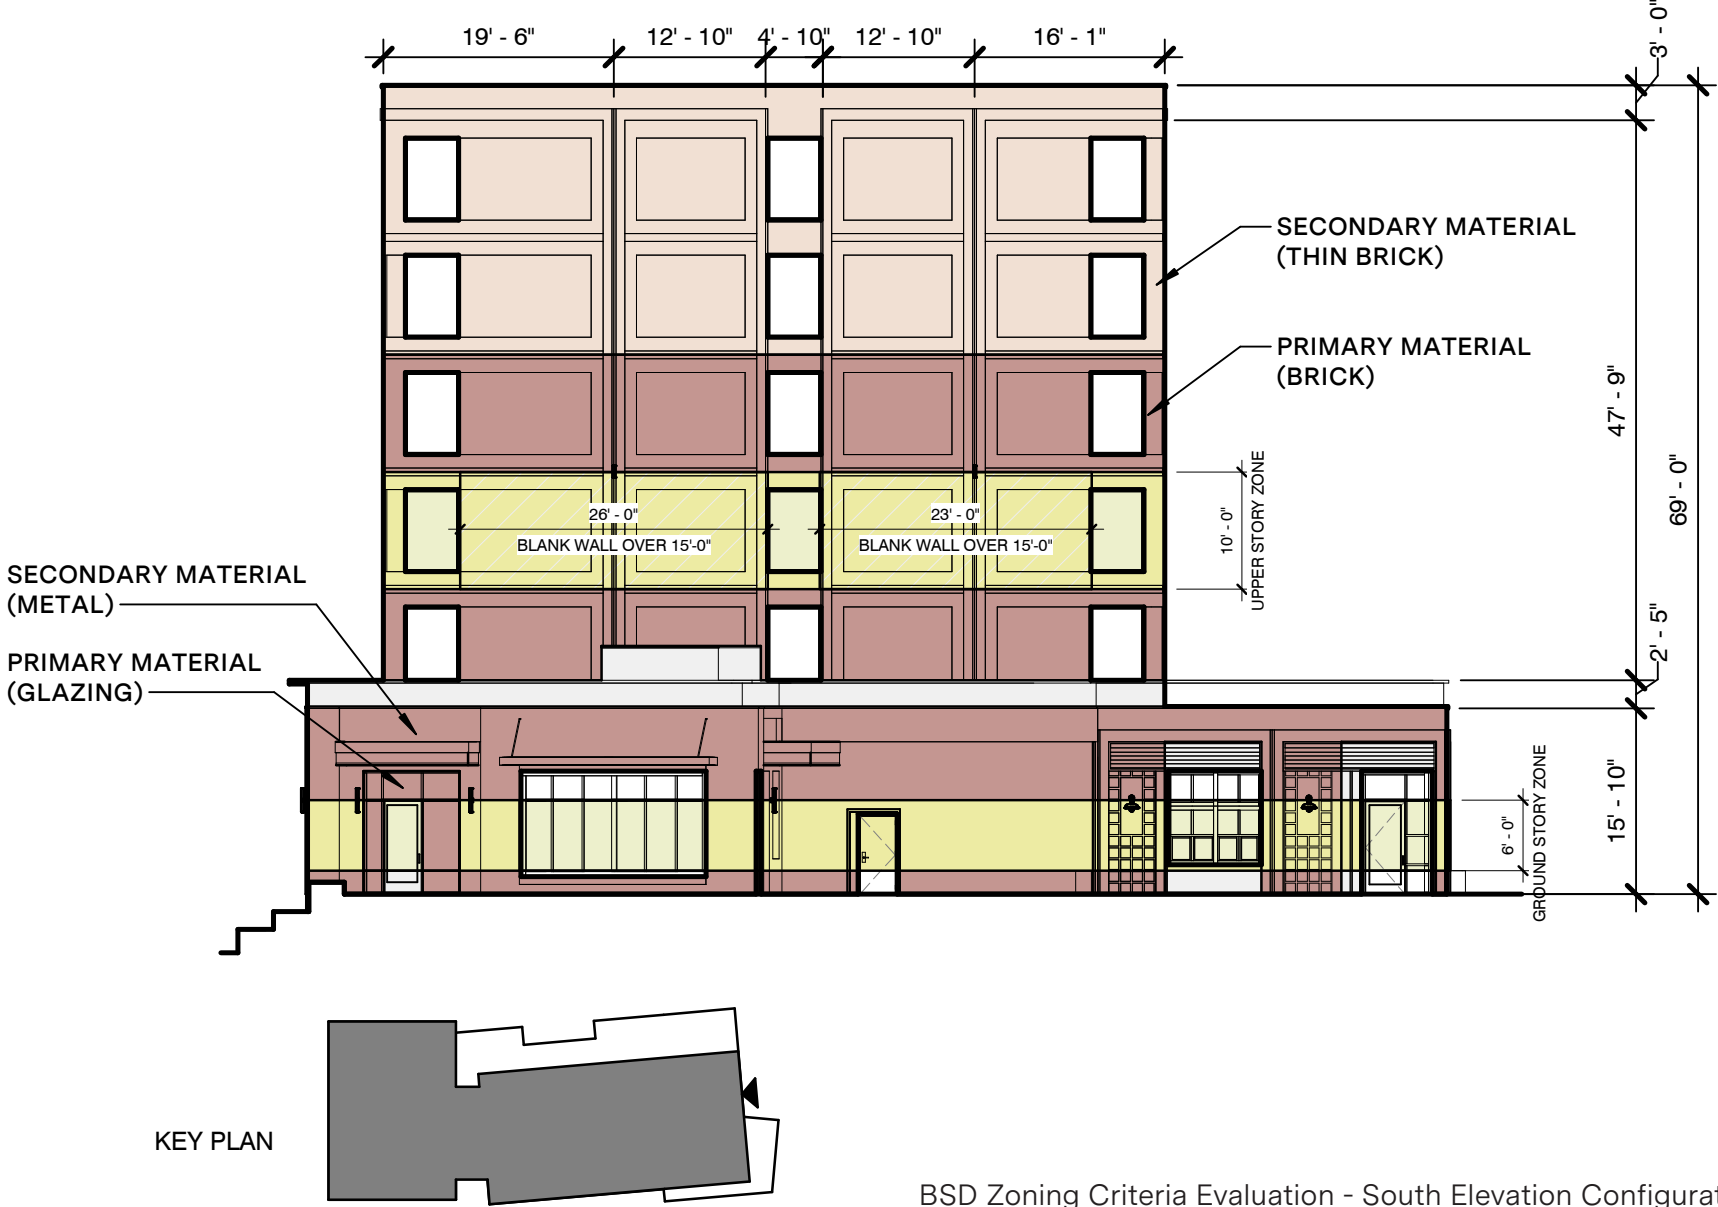 19' - 6"
12' - 10"
4' - 10"
12' - 10"
16' - 1"
3' - 0"
SECONDARY MATERIAL
(THIN BRICK)
PRIMARY MATERIAL
(BRICK)
47' - 9"
69' - 0"
UPPER STORY ZONE
10' - 0"
26' - 0"
BLANK WALL OVER 15'-0"
23' - 0"
BLANK WALL OVER 15'-0"
SECONDARY MATERIAL
(METAL)
PRIMARY MATERIAL
(GLAZING)
2' - 5"
15' - 10"
6' - 0"
GROUND STORY ZONE
KEY PLAN
BSD Zoning Criteria Evaluation - South Elevation Configurat